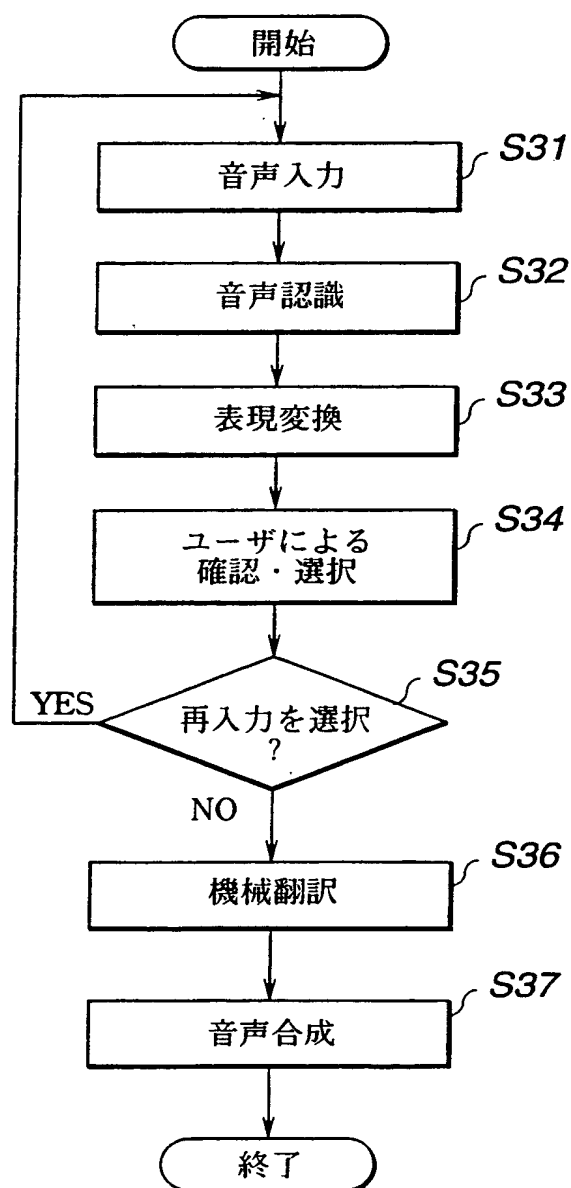 開始
音声入力
S31
音声認識
S32
表現変換
S33
ユーザによる
確認・選択
S34
再入力を選択
?
S35
YES
NO
機械翻訳
S36
音声合成
S37
終了